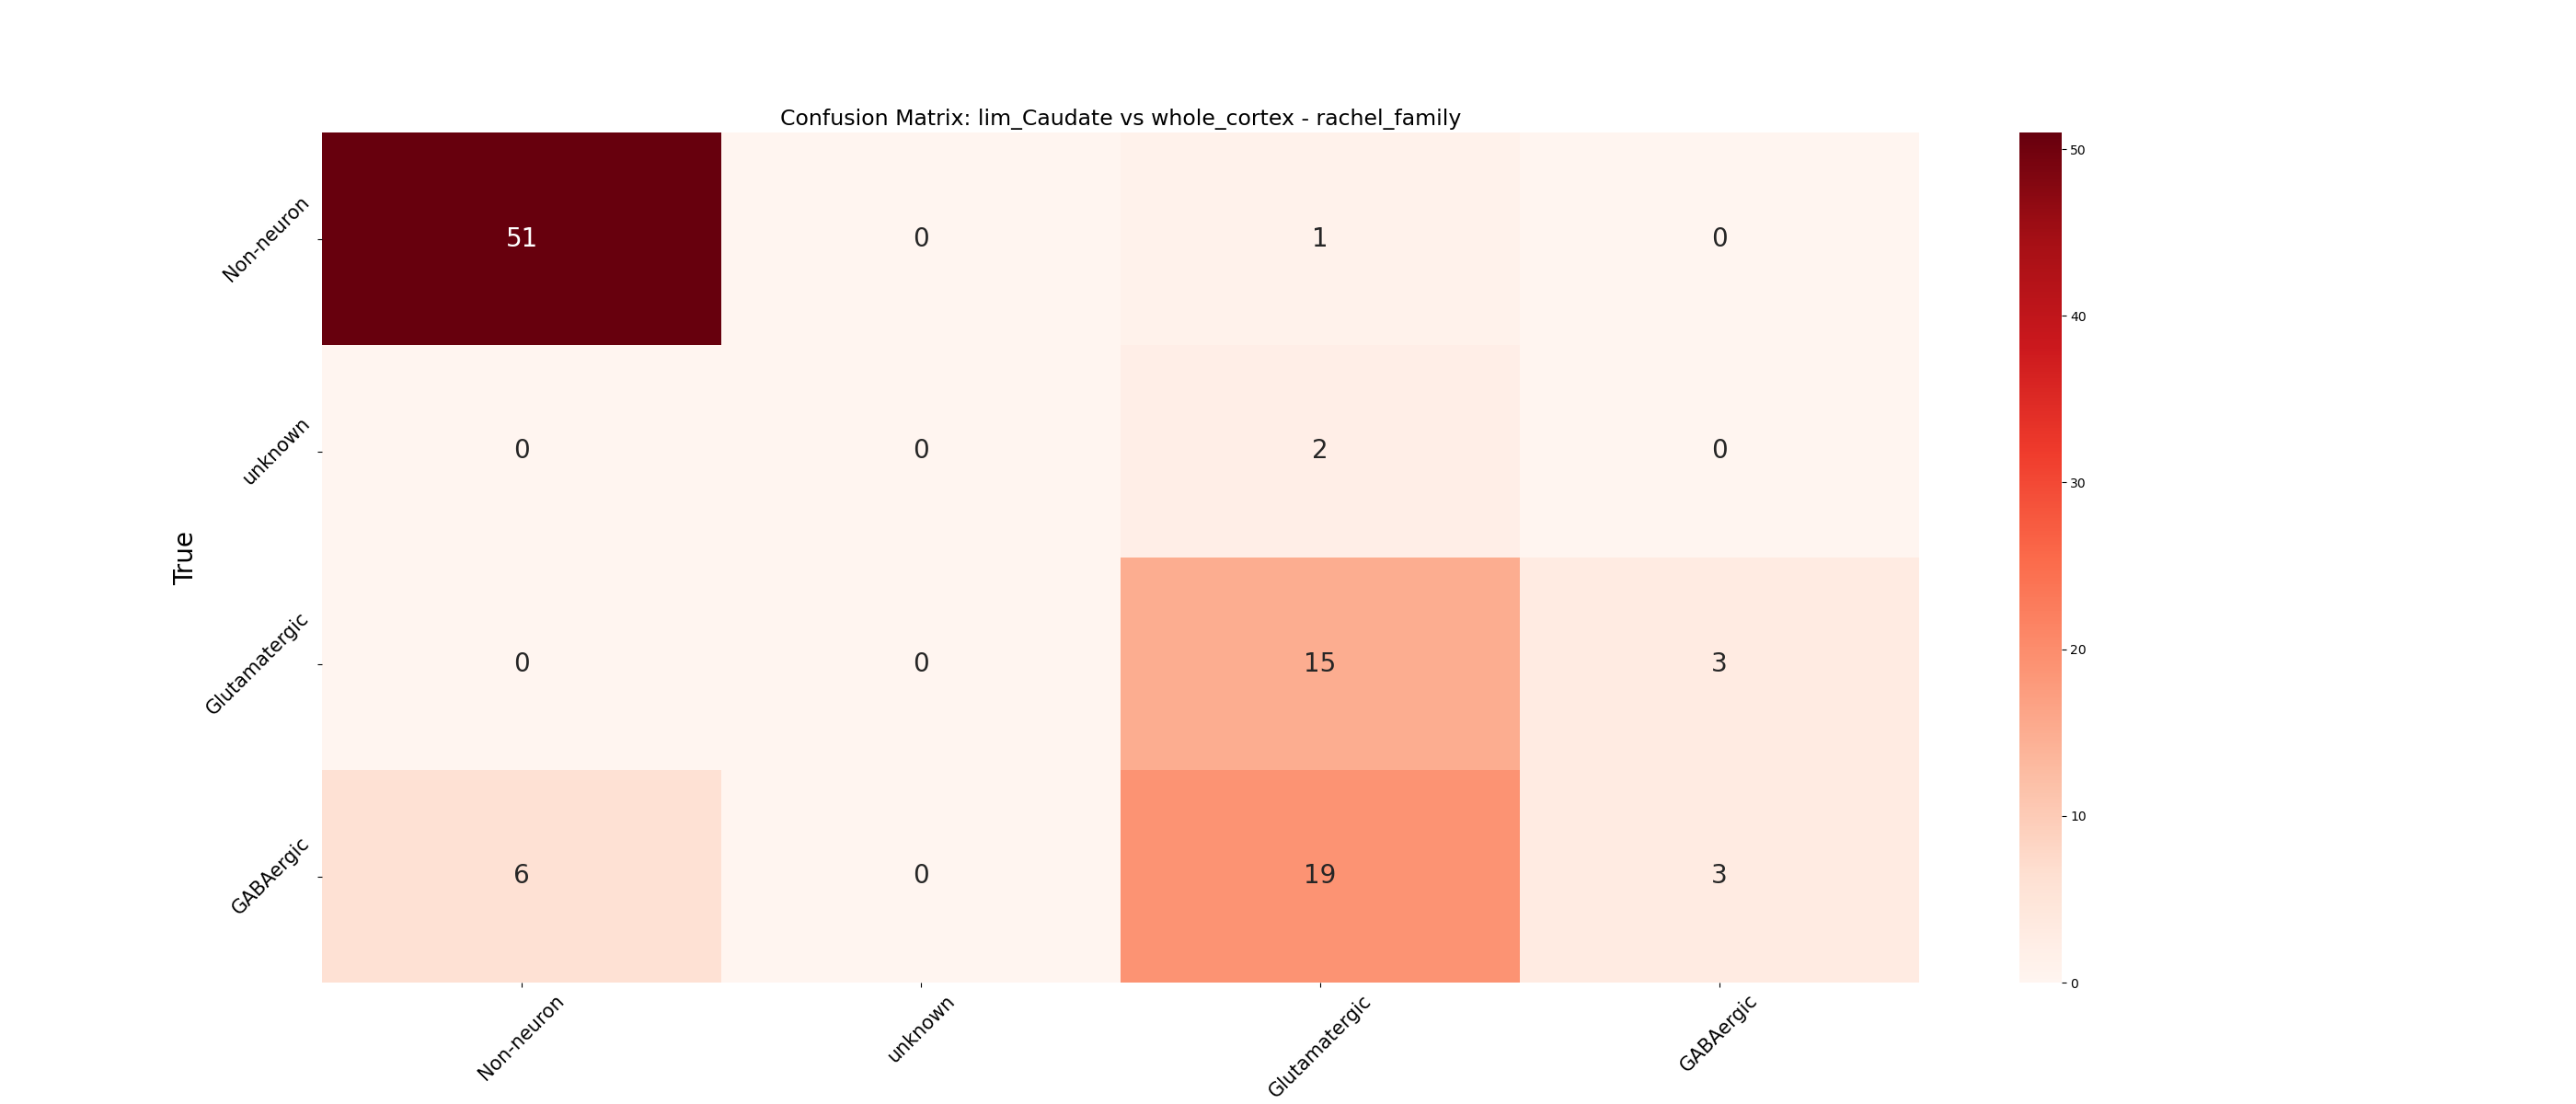 Confusion Matrix: lim_Caudate vs whole_cortex - rachel_family
True
Non-neuron
51
0
1
0
unknown
0
0
2
0
Glutamatergic
0
0
15
3
GABAergic
6
0
19
3
Non-neuron
unknown
Glutamatergic
GABAergic
50
40
30
20
10
0